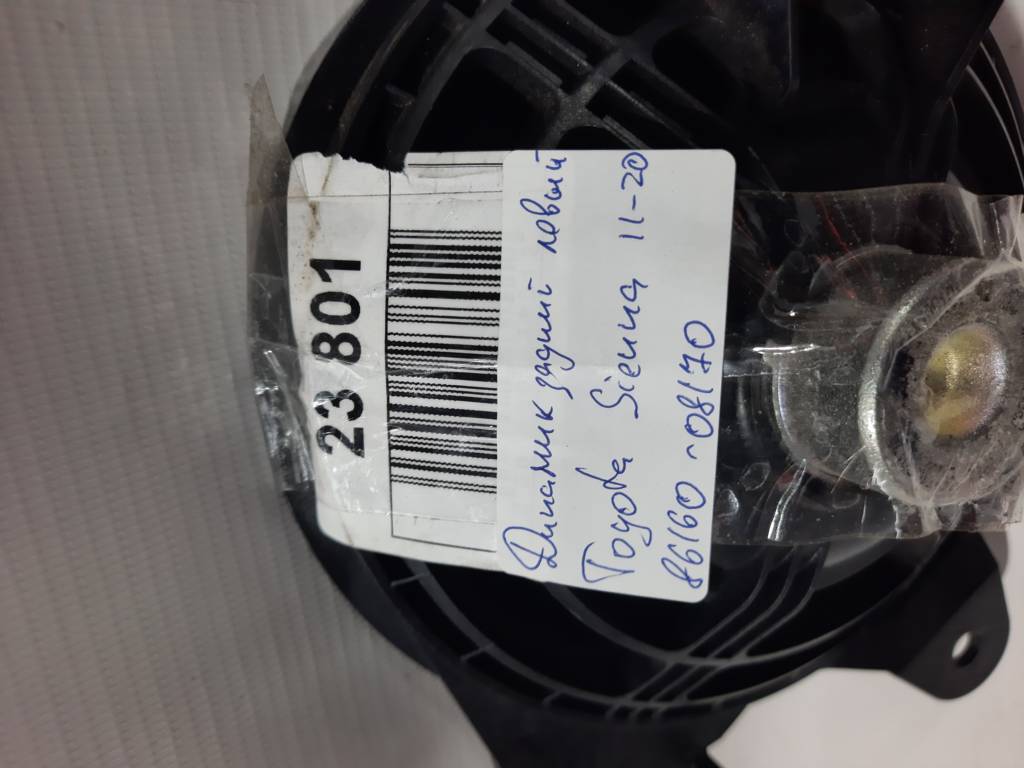 23 801
Динамик задний левый
Toyota Sienna 11-20
86160-08170